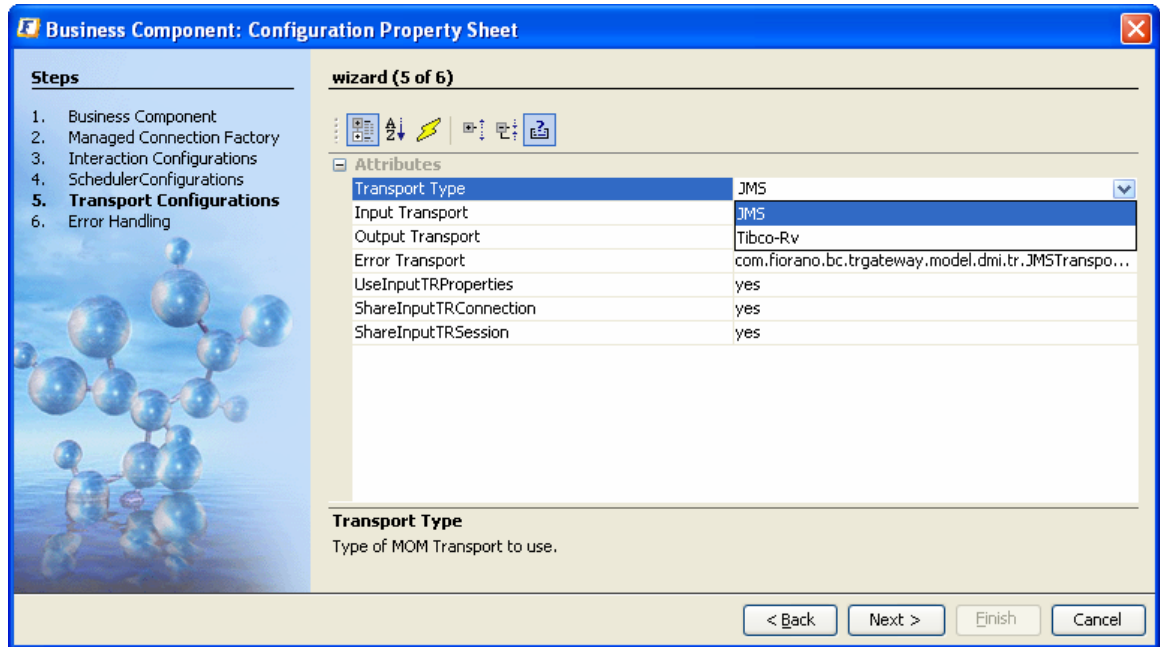 Business Component: Configuration Property Sheet
Steps
1. Business Component
2. Managed Connection Factory
3. Interaction Configurations
4. SchedulerConfigurations
5. Transport Configurations
6. Error Handling
wizard (5 of 6)
Attributes
Transport Type JMS
Input Transport JMS
Output Transport Tibco-Rv
Error Transport com.fiorano.bc.trgateway.model.dmi.tr.JMSTranspo...
UseInputTRProperties yes
ShareInputTRConnection yes
ShareInputTRSession yes
Transport Type
Type of MOM Transport to use.
< Back Next > Finish Cancel